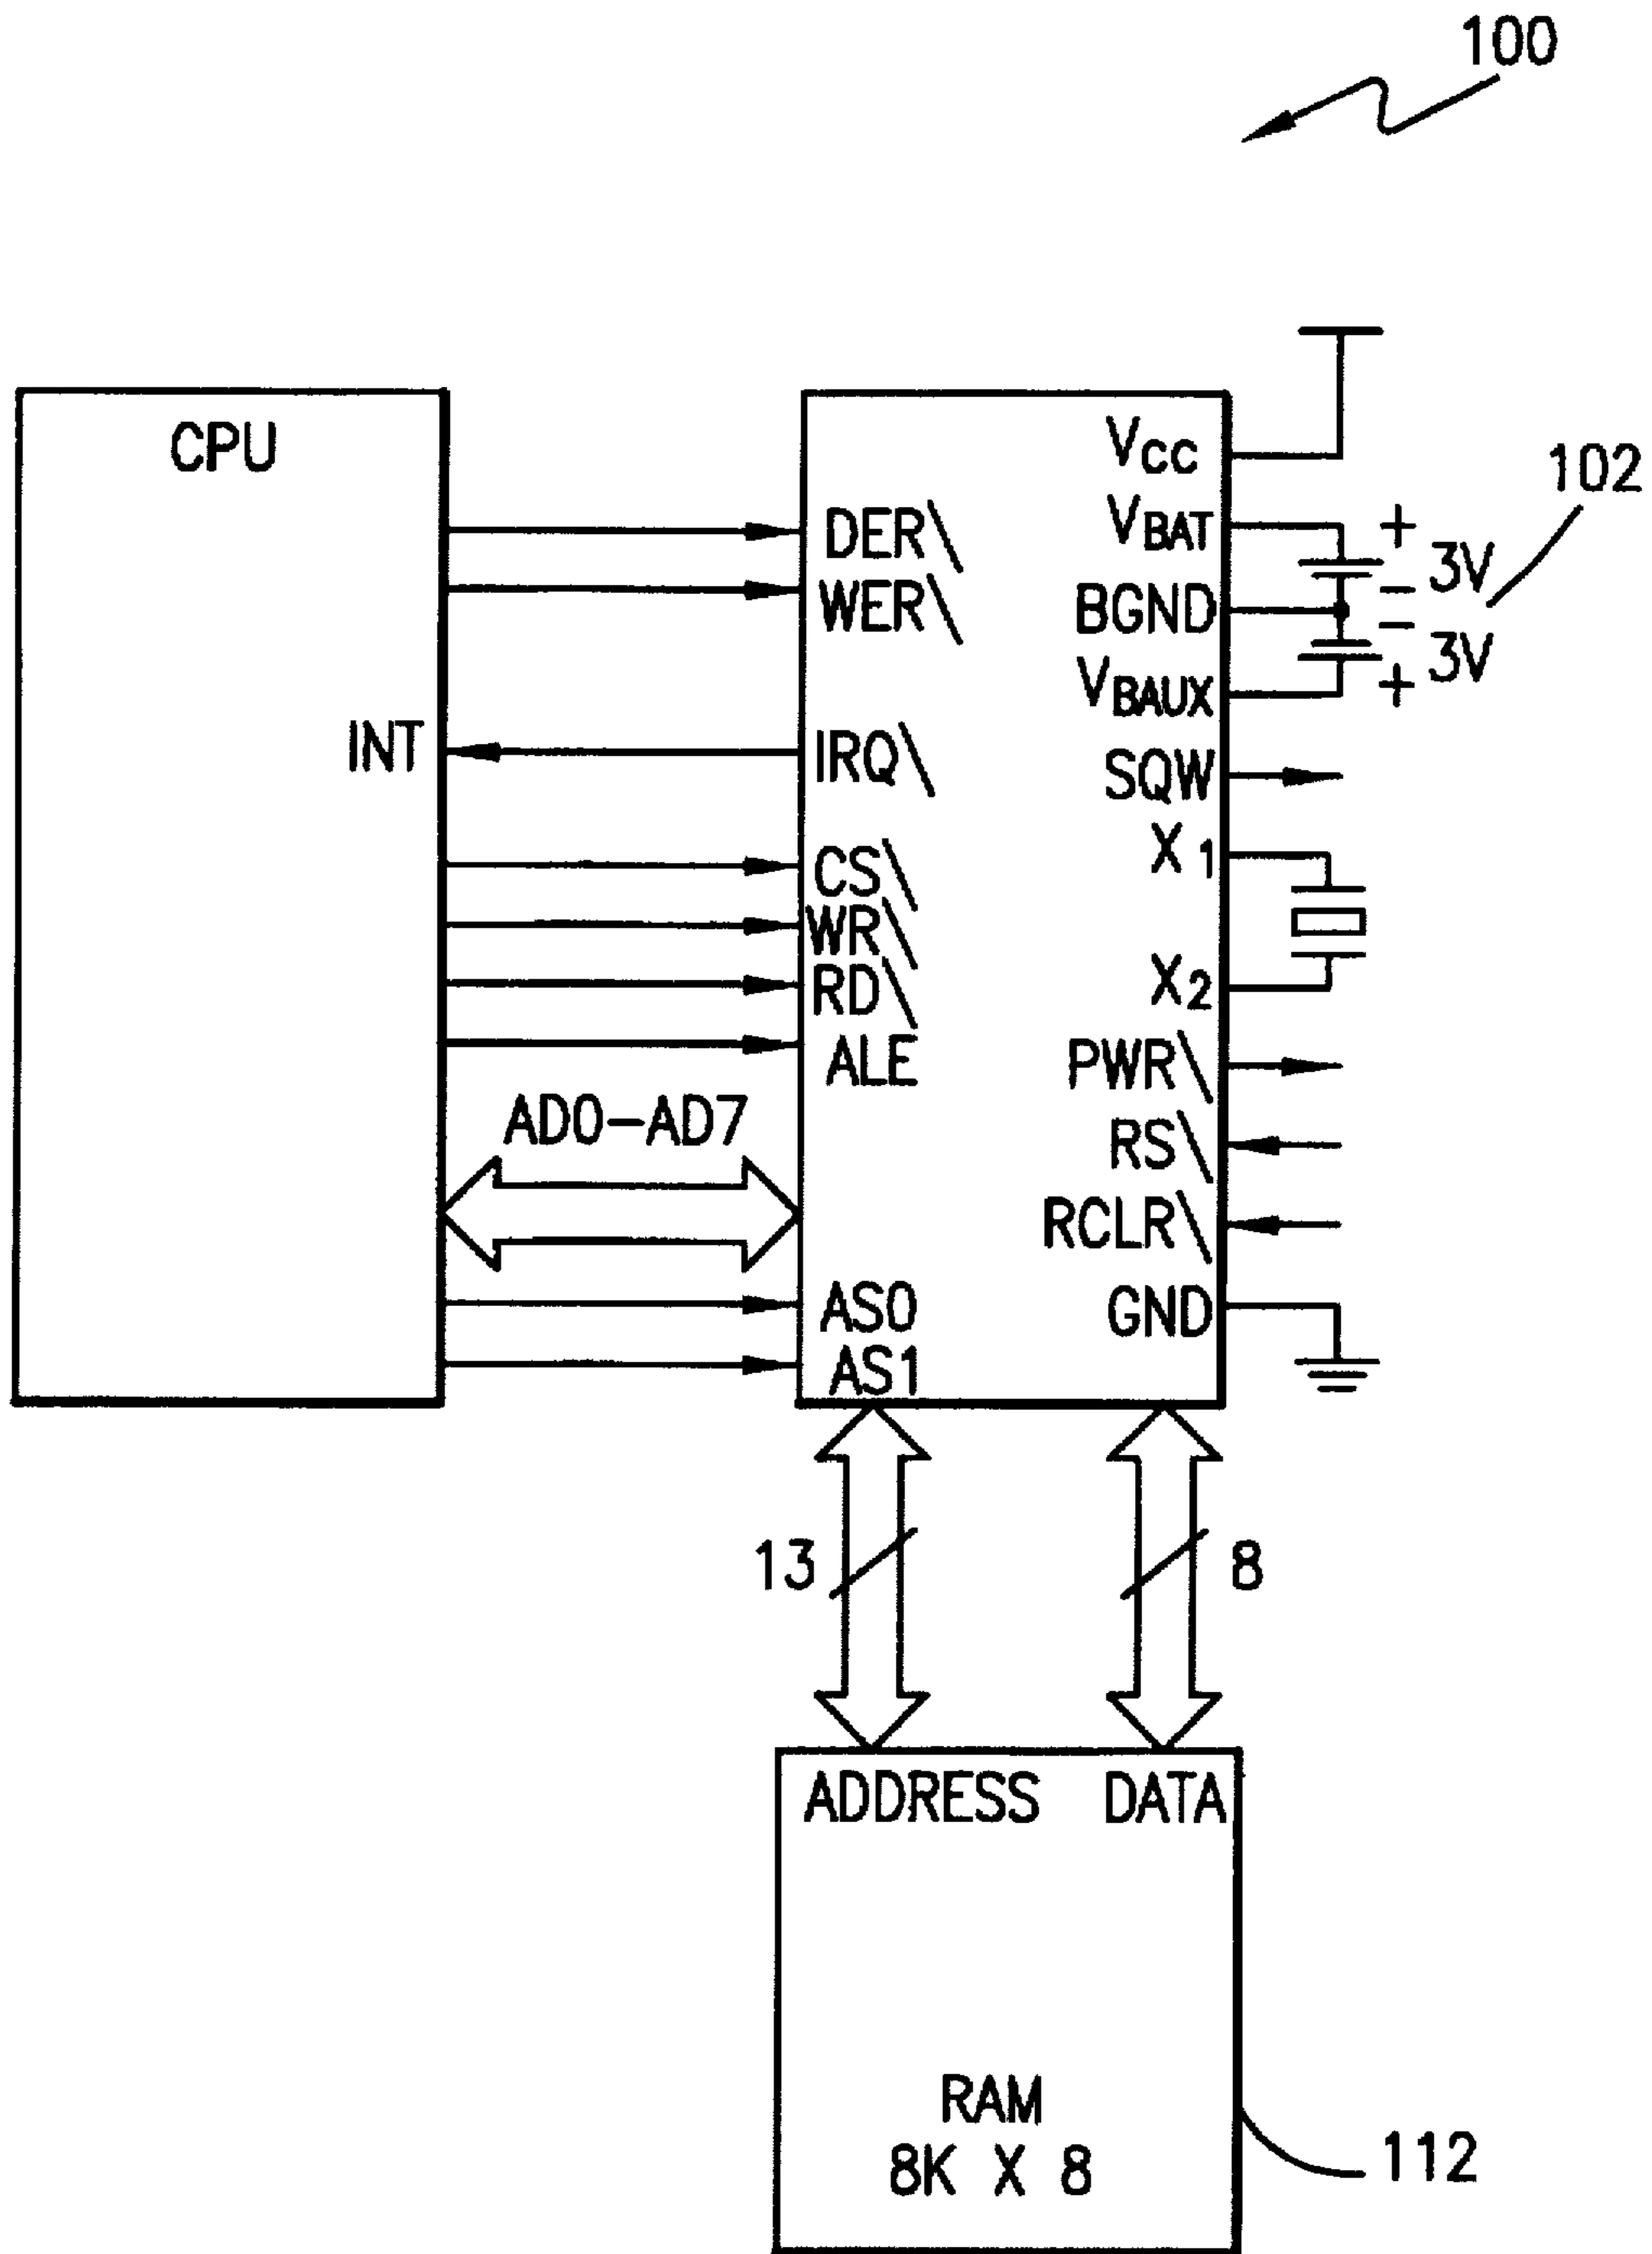 100
CPU
INT
DER\
WER\
IRQ\
CS\
WR\
RD\
ALE
AD0-AD7
AS0
AS1
VCC
VBAT
BGND
VBAUX
SQW
X1
X2
PWR\
RS\
RCLR\
GND
+
3V
-
-
3V
+
102
13
8
ADDRESS
DATA
RAM
8K X 8
112